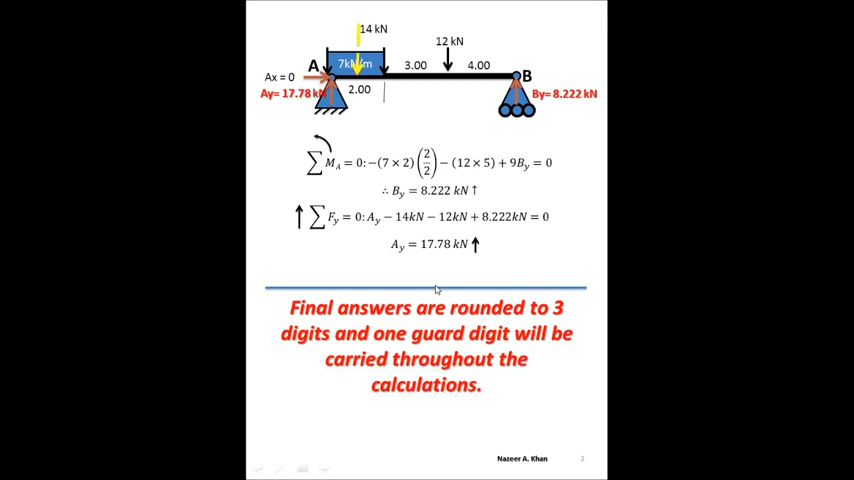 14 kN
12 kN
A 7kN/m 3.00 4.00 B
Ax = 0
Ay= 17.78 kN 2.00 By= 8.222 kN
∑ M_A = 0: −(7 × 2) (2/2) − (12 × 5) + 9B_y = 0
∴ B_y = 8.222 kN ↑
↑ ∑ F_y = 0: A_y − 14kN − 12kN + 8.222kN = 0
A_y = 17.78 kN ↑
Final answers are rounded to 3
digits and one guard digit will be
carried throughout the
calculations.
Nazeer A. Khan 2